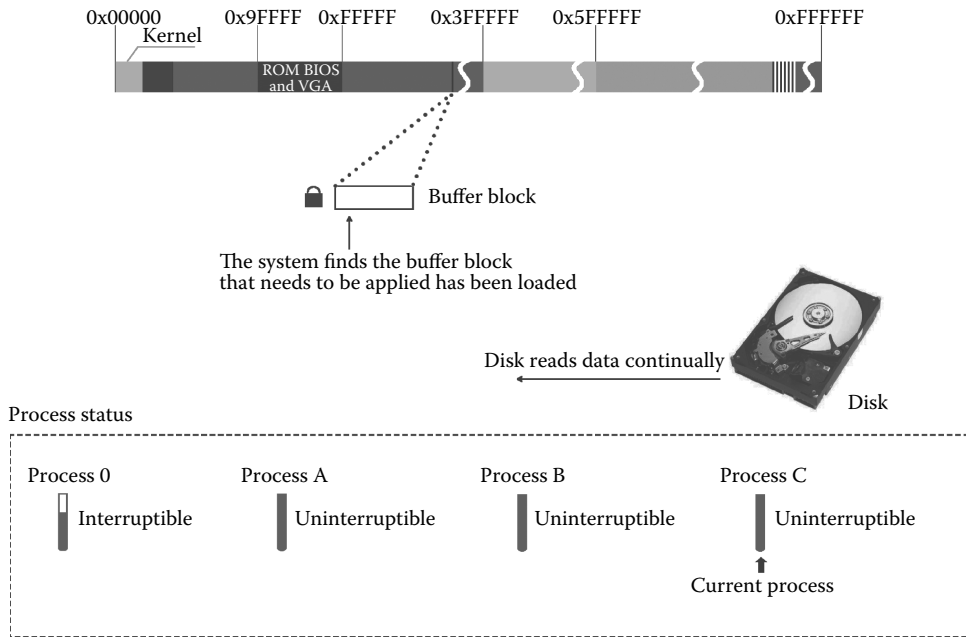 0x00000 0x9FFFF 0xFFFFF 0x3FFFFF 0x5FFFFF 0xFFFFFF
Kernel
ROM BIOS
and VGA
Buffer block
The system finds the buffer block
that needs to be applied has been loaded
Disk reads data continually
Disk
Process status
Process 0 Process A Process B Process C
Interruptible Uninterruptible Uninterruptible Uninterruptible
Current process